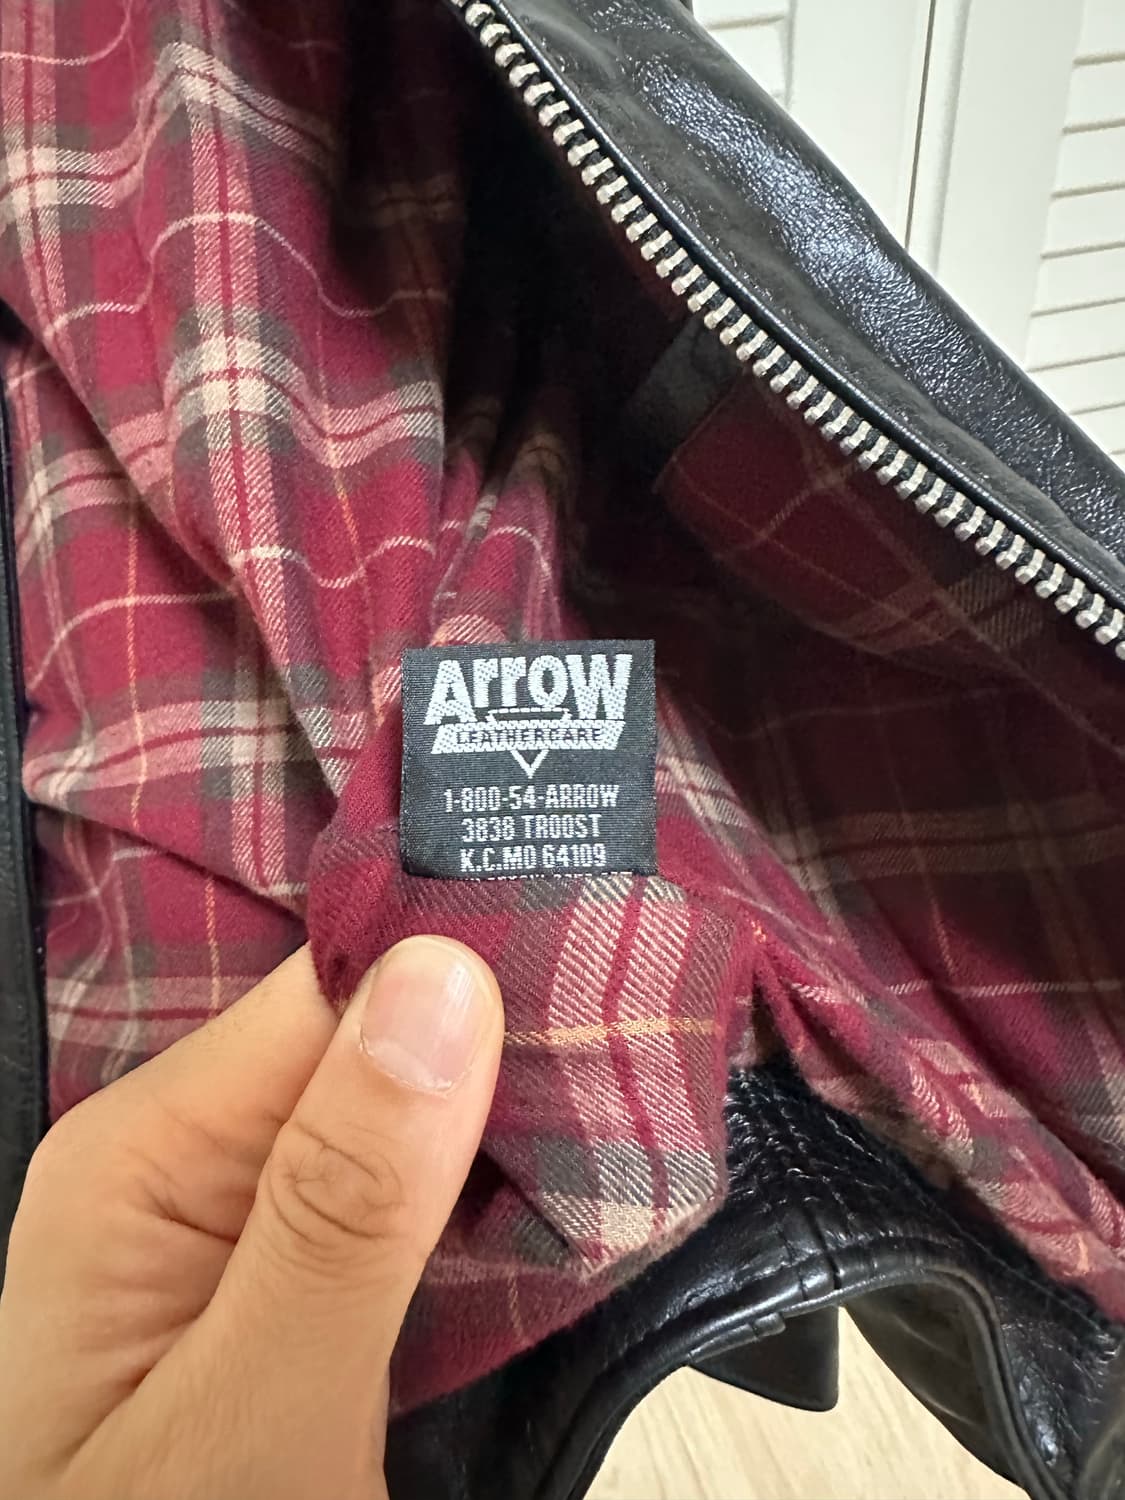 Arrow
LEATHERCARE
1-800-54-ARROW
3838 TROOST
K.C.MO 64109